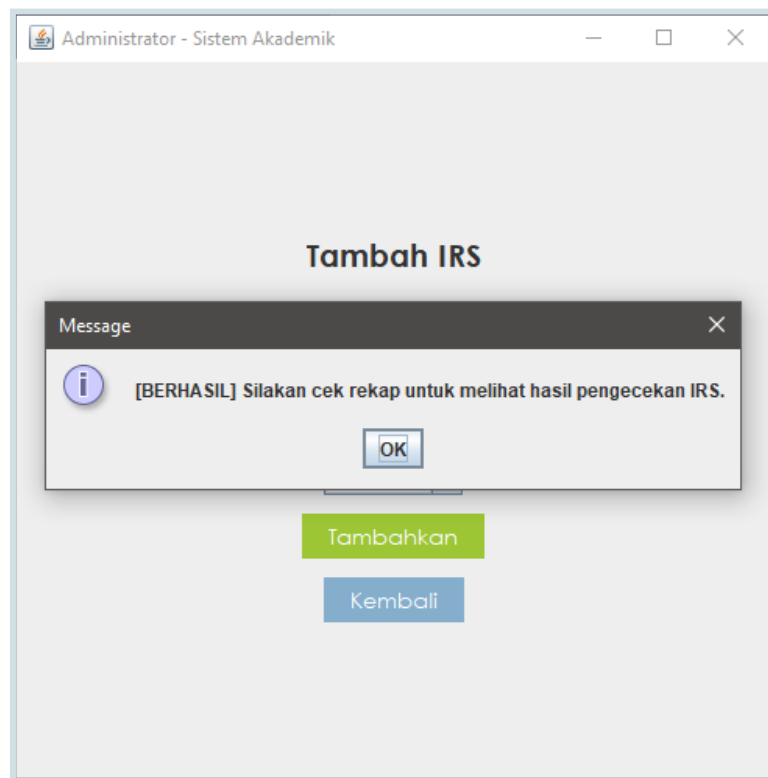 Administrator - Sistem Akademik
Tambah IRS
Message
[BERHASIL] Silakan cek rekap untuk melihat hasil pengecekan IRS.
OK
Tambahkan
Kembali